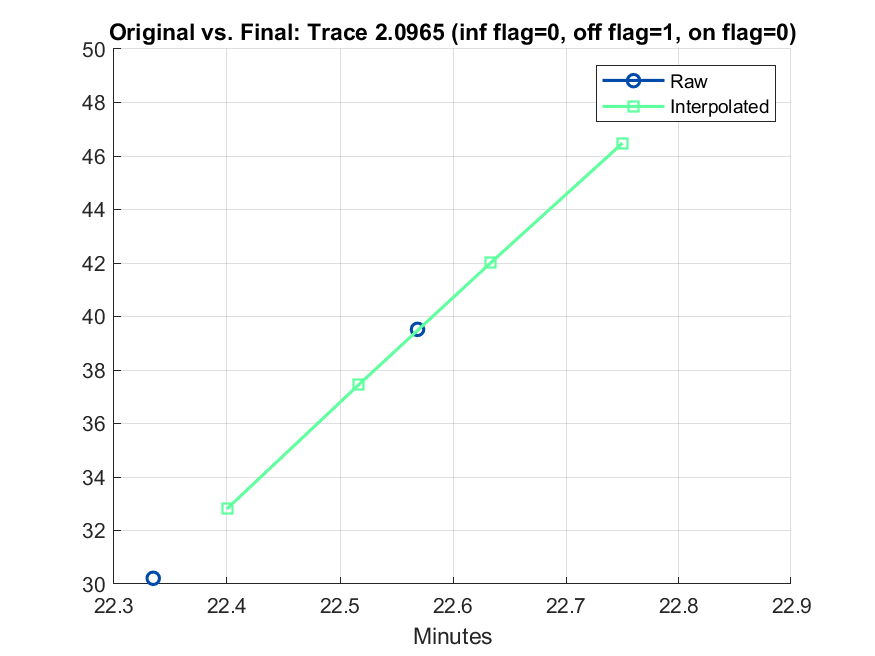 Original vs. Final: Trace 2.0965 (inf flag=0, off flag=1, on flag=0)
50
48
46
44
42
40
38
36
34
32
30
Raw
Interpolated
22.3 22.4 22.5 22.6 22.7 22.8 22.9
Minutes